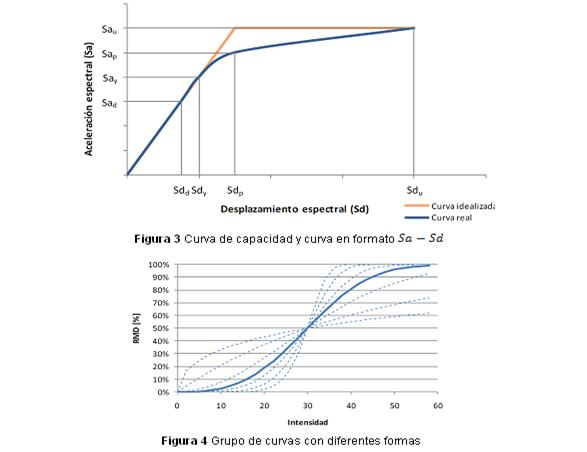 Aceleración espectral (Sa)
Sau
Sap
Say
Sad
Sdd Sdy Sdp Sdu
Desplazamiento espectral (Sd)
Curva idealizada
Curva real
Figura 3 Curva de capacidad y curva en formato Sa − Sd
RMD [%]
100%
90%
80%
70%
60%
50%
40%
30%
20%
10%
0%
0 10 20 30 40 50 60
Intensidad
Figura 4 Grupo de curvas con diferentes formas